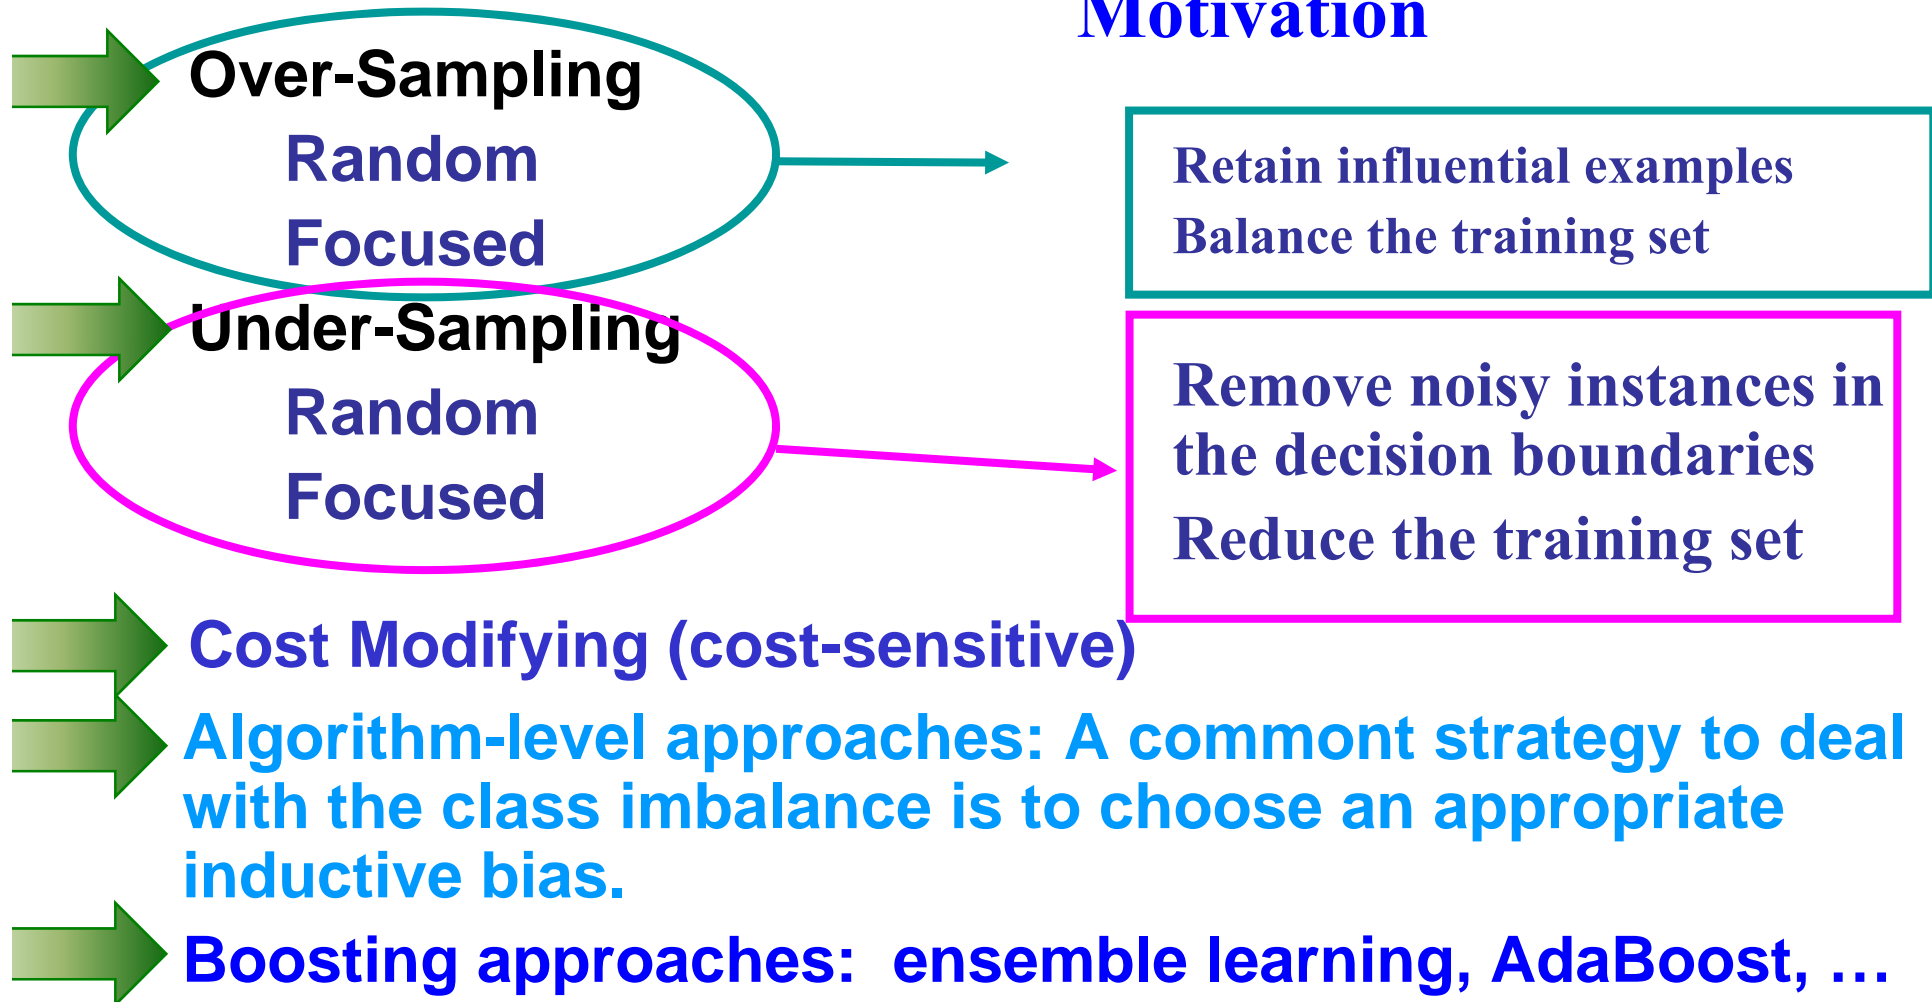 Motivation
Over-Sampling
Random
Focused
Retain influential examples
Balance the training set
Under-Sampling
Random
Focused
Remove noisy instances in
the decision boundaries
Reduce the training set
Cost Modifying (cost-sensitive)
Algorithm-level approaches: A commont strategy to deal
with the class imbalance is to choose an appropriate
inductive bias.
Boosting approaches: ensemble learning, AdaBoost, …